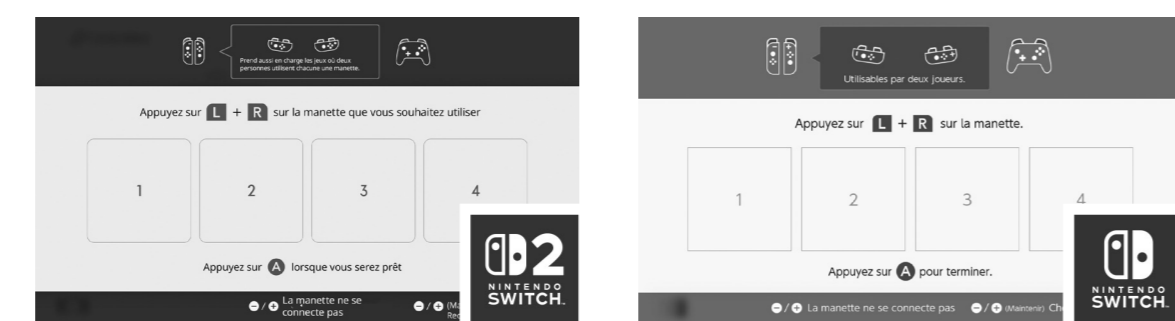 Prend aussi en charge les jeux où deux
personnes utilisent chacune une manette.
Appuyez sur L + R sur la manette que vous souhaitez utiliser
1 2 3 4
Appuyez sur A lorsque vous serez prêt
La manette ne se
connecte pas
2
NINTENDO
SWITCH
Utilisables par deux joueurs.
Appuyez sur L + R sur la manette.
1 2 3 4
Appuyez sur A pour terminer.
⊖/⊕ La manette ne se connecte pas ⊖/⊕ (Maintenir)
NINTENDO
SWITCH